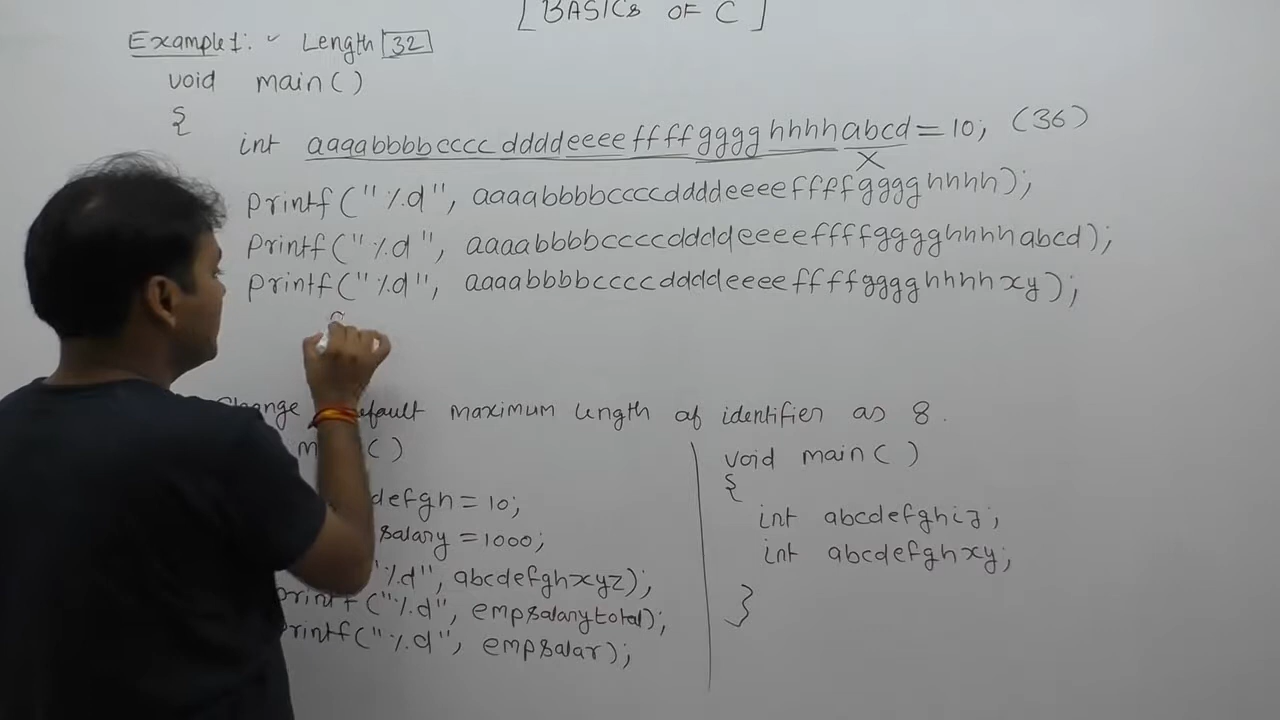 [ BASICS OF C ]
Example 1: - Length 32
void main( )
{
int aaaabbbbccccddddeeeeffffgggghhhhabcd = 10; (36)
X
printf("%d", aaaabbbbccccddddeeeeffffgggghhhh);
printf("%d", aaaabbbbccccddddeeeeffffgggghhhhabcd);
printf("%d", aaaabbbbccccddddeeeeffffgggghhhhxy);
Change default maximum length of identifier as 8.
( )
defgh = 10;
salary = 1000;
"%d", abcdefghxyz);
printf("%d", empsalarytotal);
printf("%d", empsalar);
void main( )
{
int abcdefghij;
int abcdefghxy;
}